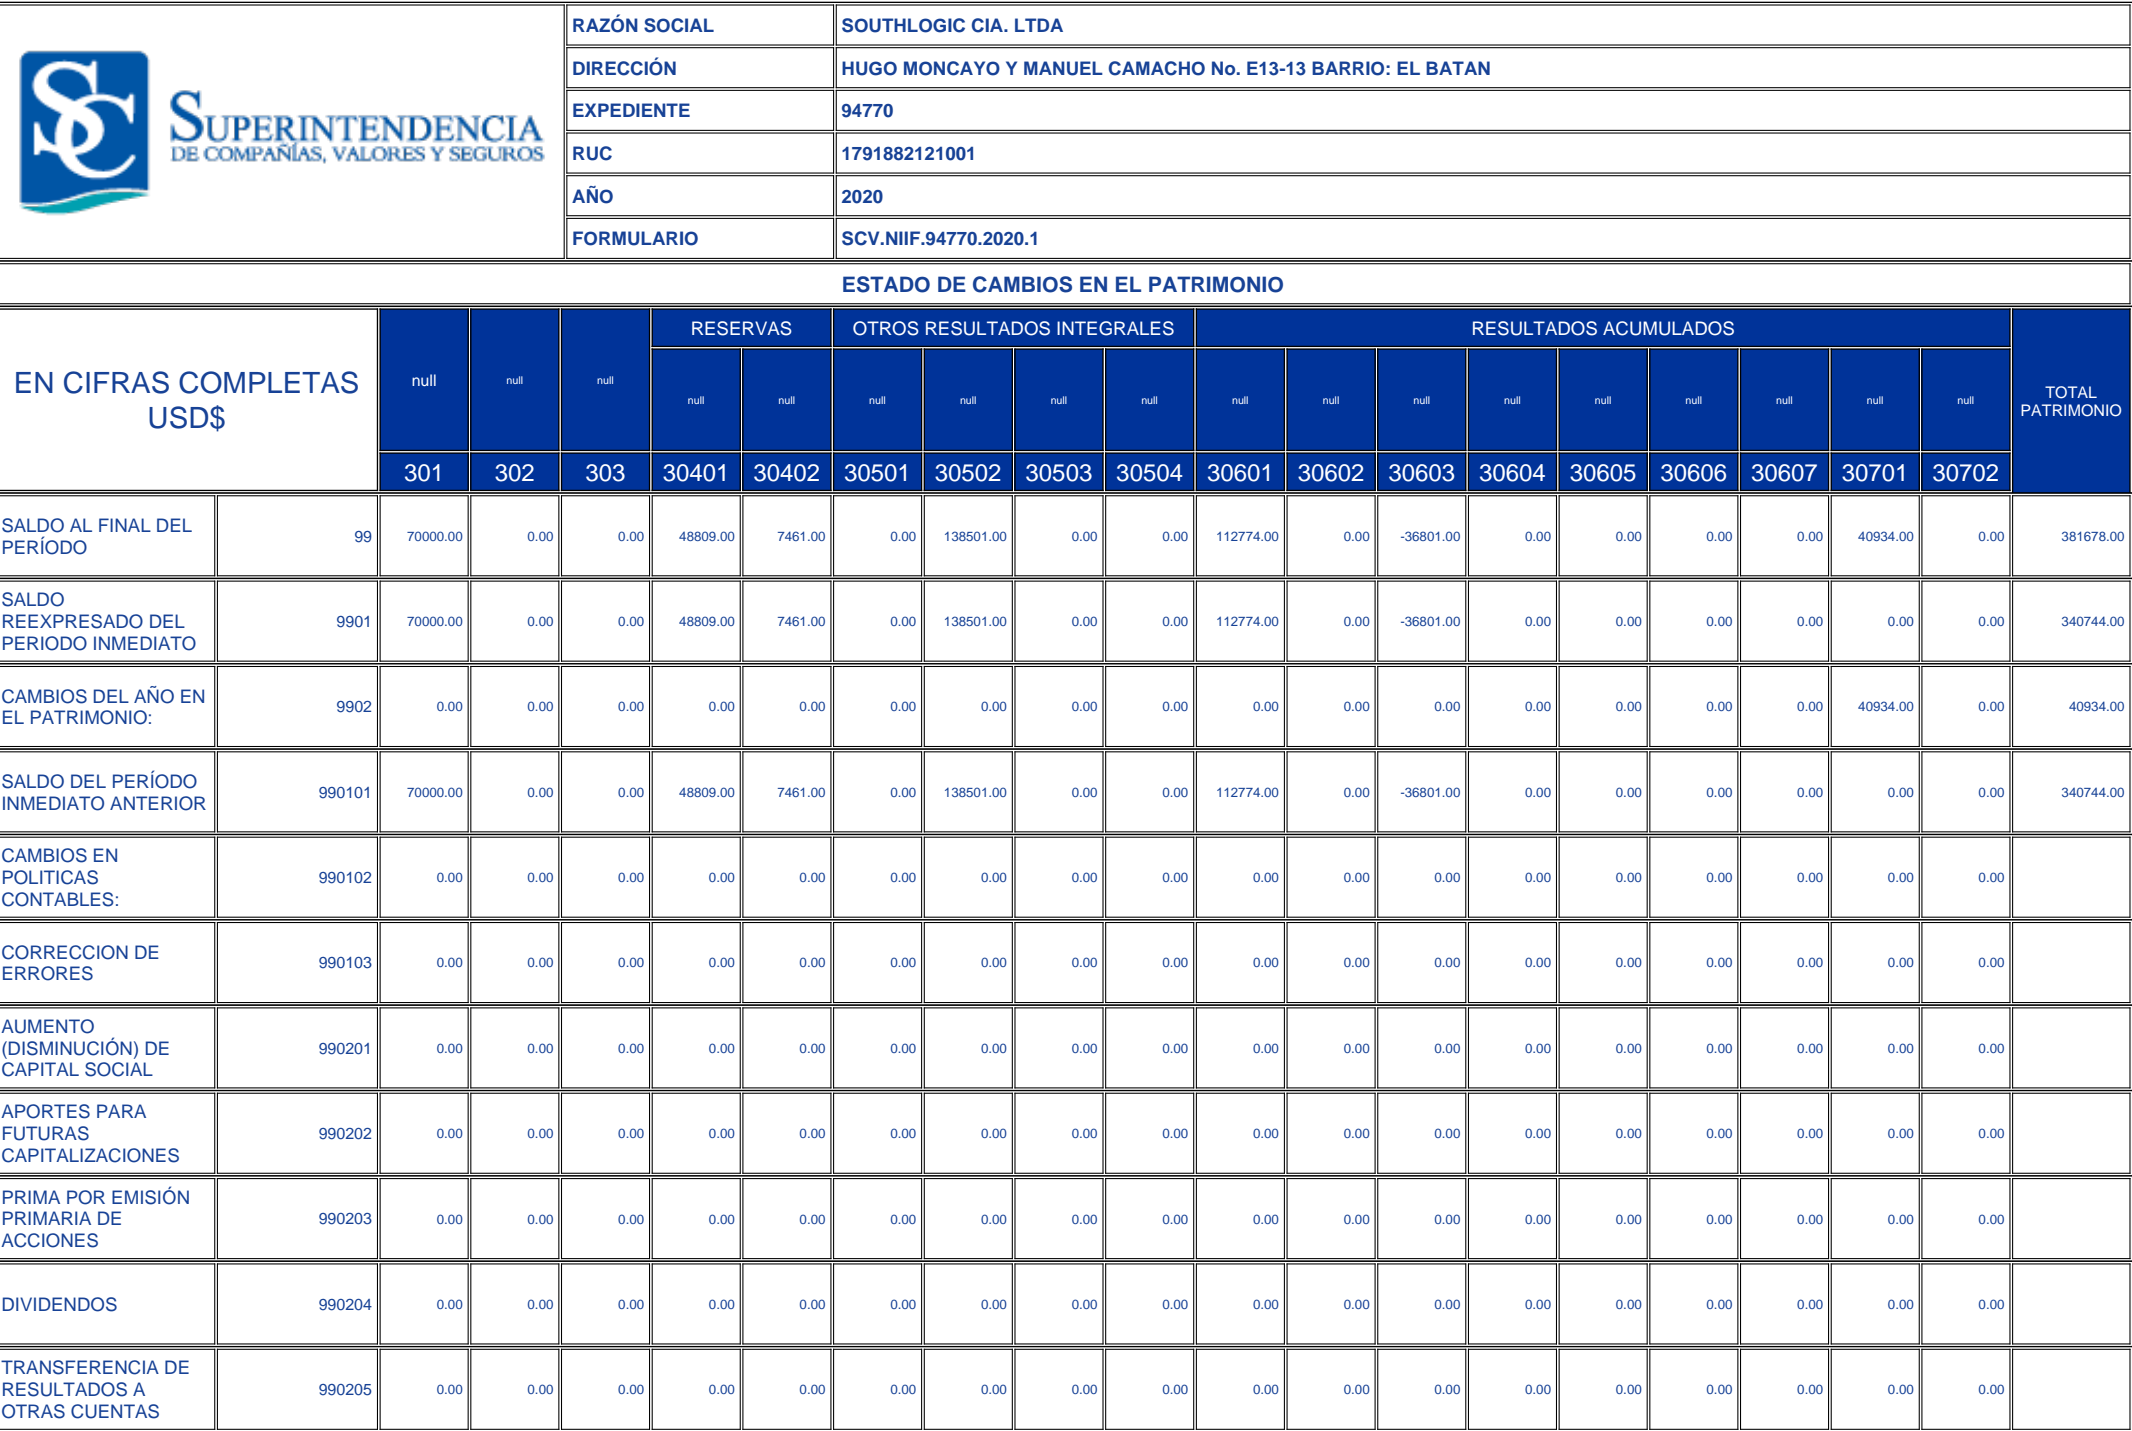 SC
SUPERINTENDENCIA
DE COMPAÑÍAS, VALORES Y SEGUROS
RAZÓN SOCIAL SOUTHLOGIC CIA. LTDA
DIRECCIÓN HUGO MONCAYO Y MANUEL CAMACHO No. E13-13 BARRIO: EL BATAN
EXPEDIENTE 94770
RUC 1791882121001
AÑO 2020
FORMULARIO SCV.NIIF.94770.2020.1
ESTADO DE CAMBIOS EN EL PATRIMONIO
EN CIFRAS COMPLETAS
USD$
RESERVAS OTROS RESULTADOS INTEGRALES RESULTADOS ACUMULADOS
null null null null null null null null null null null null null null null null null null
TOTAL
PATRIMONIO
301 302 303 30401 30402 30501 30502 30503 30504 30601 30602 30603 30604 30605 30606 30607 30701 30702
SALDO AL FINAL DEL
PERÍODO
99 70000.00 0.00 0.00 48809.00 7461.00 0.00 138501.00 0.00 0.00 112774.00 0.00 -36801.00 0.00 0.00 0.00 0.00 40934.00 0.00 381678.00
SALDO
REEXPRESADO DEL
PERIODO INMEDIATO
9901 70000.00 0.00 0.00 48809.00 7461.00 0.00 138501.00 0.00 0.00 112774.00 0.00 -36801.00 0.00 0.00 0.00 0.00 0.00 0.00 340744.00
CAMBIOS DEL AÑO EN
EL PATRIMONIO:
9902 0.00 0.00 0.00 0.00 0.00 0.00 0.00 0.00 0.00 0.00 0.00 0.00 0.00 0.00 0.00 0.00 40934.00 0.00 40934.00
SALDO DEL PERÍODO
INMEDIATO ANTERIOR
990101 70000.00 0.00 0.00 48809.00 7461.00 0.00 138501.00 0.00 0.00 112774.00 0.00 -36801.00 0.00 0.00 0.00 0.00 0.00 0.00 340744.00
CAMBIOS EN
POLITICAS
CONTABLES:
990102 0.00 0.00 0.00 0.00 0.00 0.00 0.00 0.00 0.00 0.00 0.00 0.00 0.00 0.00 0.00 0.00 0.00 0.00
CORRECCION DE
ERRORES
990103 0.00 0.00 0.00 0.00 0.00 0.00 0.00 0.00 0.00 0.00 0.00 0.00 0.00 0.00 0.00 0.00 0.00 0.00
AUMENTO
(DISMINUCIÓN) DE
CAPITAL SOCIAL
990201 0.00 0.00 0.00 0.00 0.00 0.00 0.00 0.00 0.00 0.00 0.00 0.00 0.00 0.00 0.00 0.00 0.00 0.00
APORTES PARA
FUTURAS
CAPITALIZACIONES
990202 0.00 0.00 0.00 0.00 0.00 0.00 0.00 0.00 0.00 0.00 0.00 0.00 0.00 0.00 0.00 0.00 0.00 0.00
PRIMA POR EMISIÓN
PRIMARIA DE
ACCIONES
990203 0.00 0.00 0.00 0.00 0.00 0.00 0.00 0.00 0.00 0.00 0.00 0.00 0.00 0.00 0.00 0.00 0.00 0.00
DIVIDENDOS
990204 0.00 0.00 0.00 0.00 0.00 0.00 0.00 0.00 0.00 0.00 0.00 0.00 0.00 0.00 0.00 0.00 0.00 0.00
TRANSFERENCIA DE
RESULTADOS A
OTRAS CUENTAS
990205 0.00 0.00 0.00 0.00 0.00 0.00 0.00 0.00 0.00 0.00 0.00 0.00 0.00 0.00 0.00 0.00 0.00 0.00